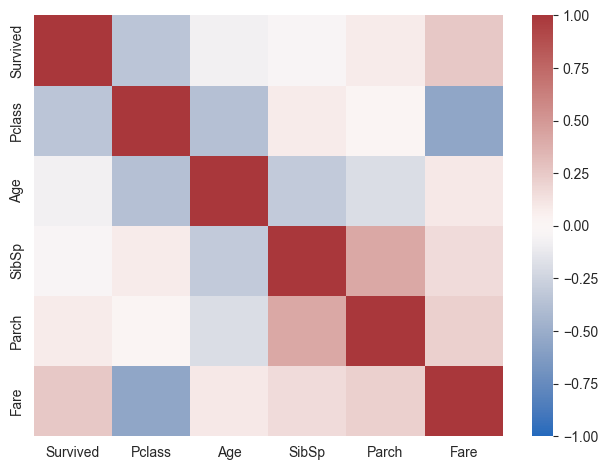 Survived
Pclass
Age
SibSp
Parch
Fare
Survived Pclass Age SibSp Parch Fare
1.00
0.75
0.50
0.25
0.00
−0.25
−0.50
−0.75
−1.00